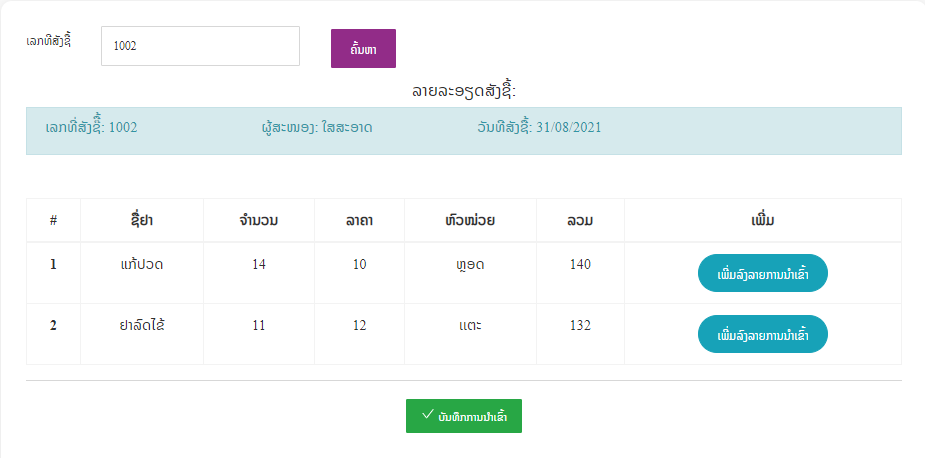 ເລກທີສັ່ງຊື້ 1002 ຄົ້ນຫາ
ລາຍລະອຽດສັ່ງຊື້:
ເລກທີ່ສັ່ງຊື້: 1002 ຜູ້ສະໜອງ: ໃສສະອາດ ວັນທີສັ່ງຊື້: 31/08/2021
# ຊື່ຢາ ຈຳນວນ ລາຄາ ຫົວໜ່ວຍ ລວມ ເພີ່ມ
1 ແກ້ປວດ 14 10 ຫຼອດ 140 ເພີ່ມລົງລາຍການນຳເຂົ້າ
2 ຢາລົດໄຂ້ 11 12 ແຕະ 132 ເພີ່ມລົງລາຍການນຳເຂົ້າ
ບັນທຶກການນຳເຂົ້າ